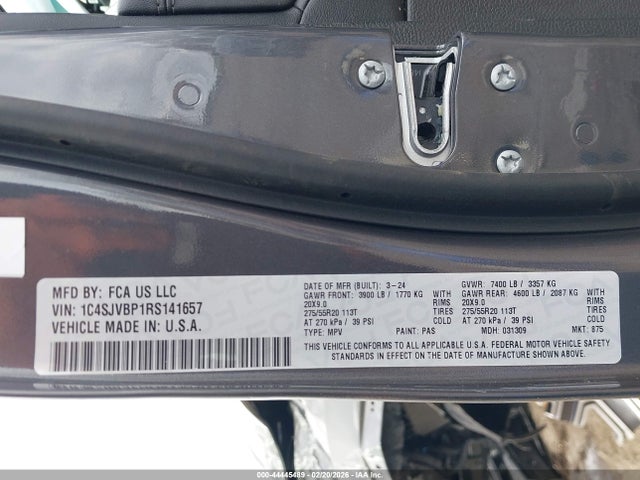 MFD BY: FCA US LLC
VIN: 1C4SJVBP1RS141657
VEHICLE MADE IN: U.S.A.
DATE OF MFR (BUILT): 3-24 GVWR: 7400 LB / 3357 KG
GAWR FRONT: 3900 LB / 1770 KG GAWR REAR: 4600 LB / 2087 KG
20X9.0 RIMS 20X9.0 RIMS
275/55R20 113T TIRES 275/55R20 113T TIRES
AT 270 kPa / 39 PSI COLD AT 270 kPa / 39 PSI COLD
TYPE: MPV PAINT: PAS MDH: 031309 MKT: 875
THIS VEHICLE CONFORMS TO ALL APPLICABLE U.S.A. FEDERAL MOTOR VEHICLE SAFETY
STANDARDS IN EFFECT ON THE DATE OF MANUFACTURE SHOWN ABOVE.
000-44445489 - 02/20/2026 - COPYRIGHT IAA